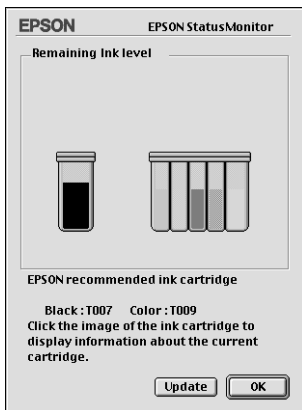 EPSON EPSON StatusMonitor
Remaining Ink level
EPSON recommended ink cartridge
Black : T007 Color : T009
Click the image of the ink cartridge to
display information about the current
cartridge.
Update OK